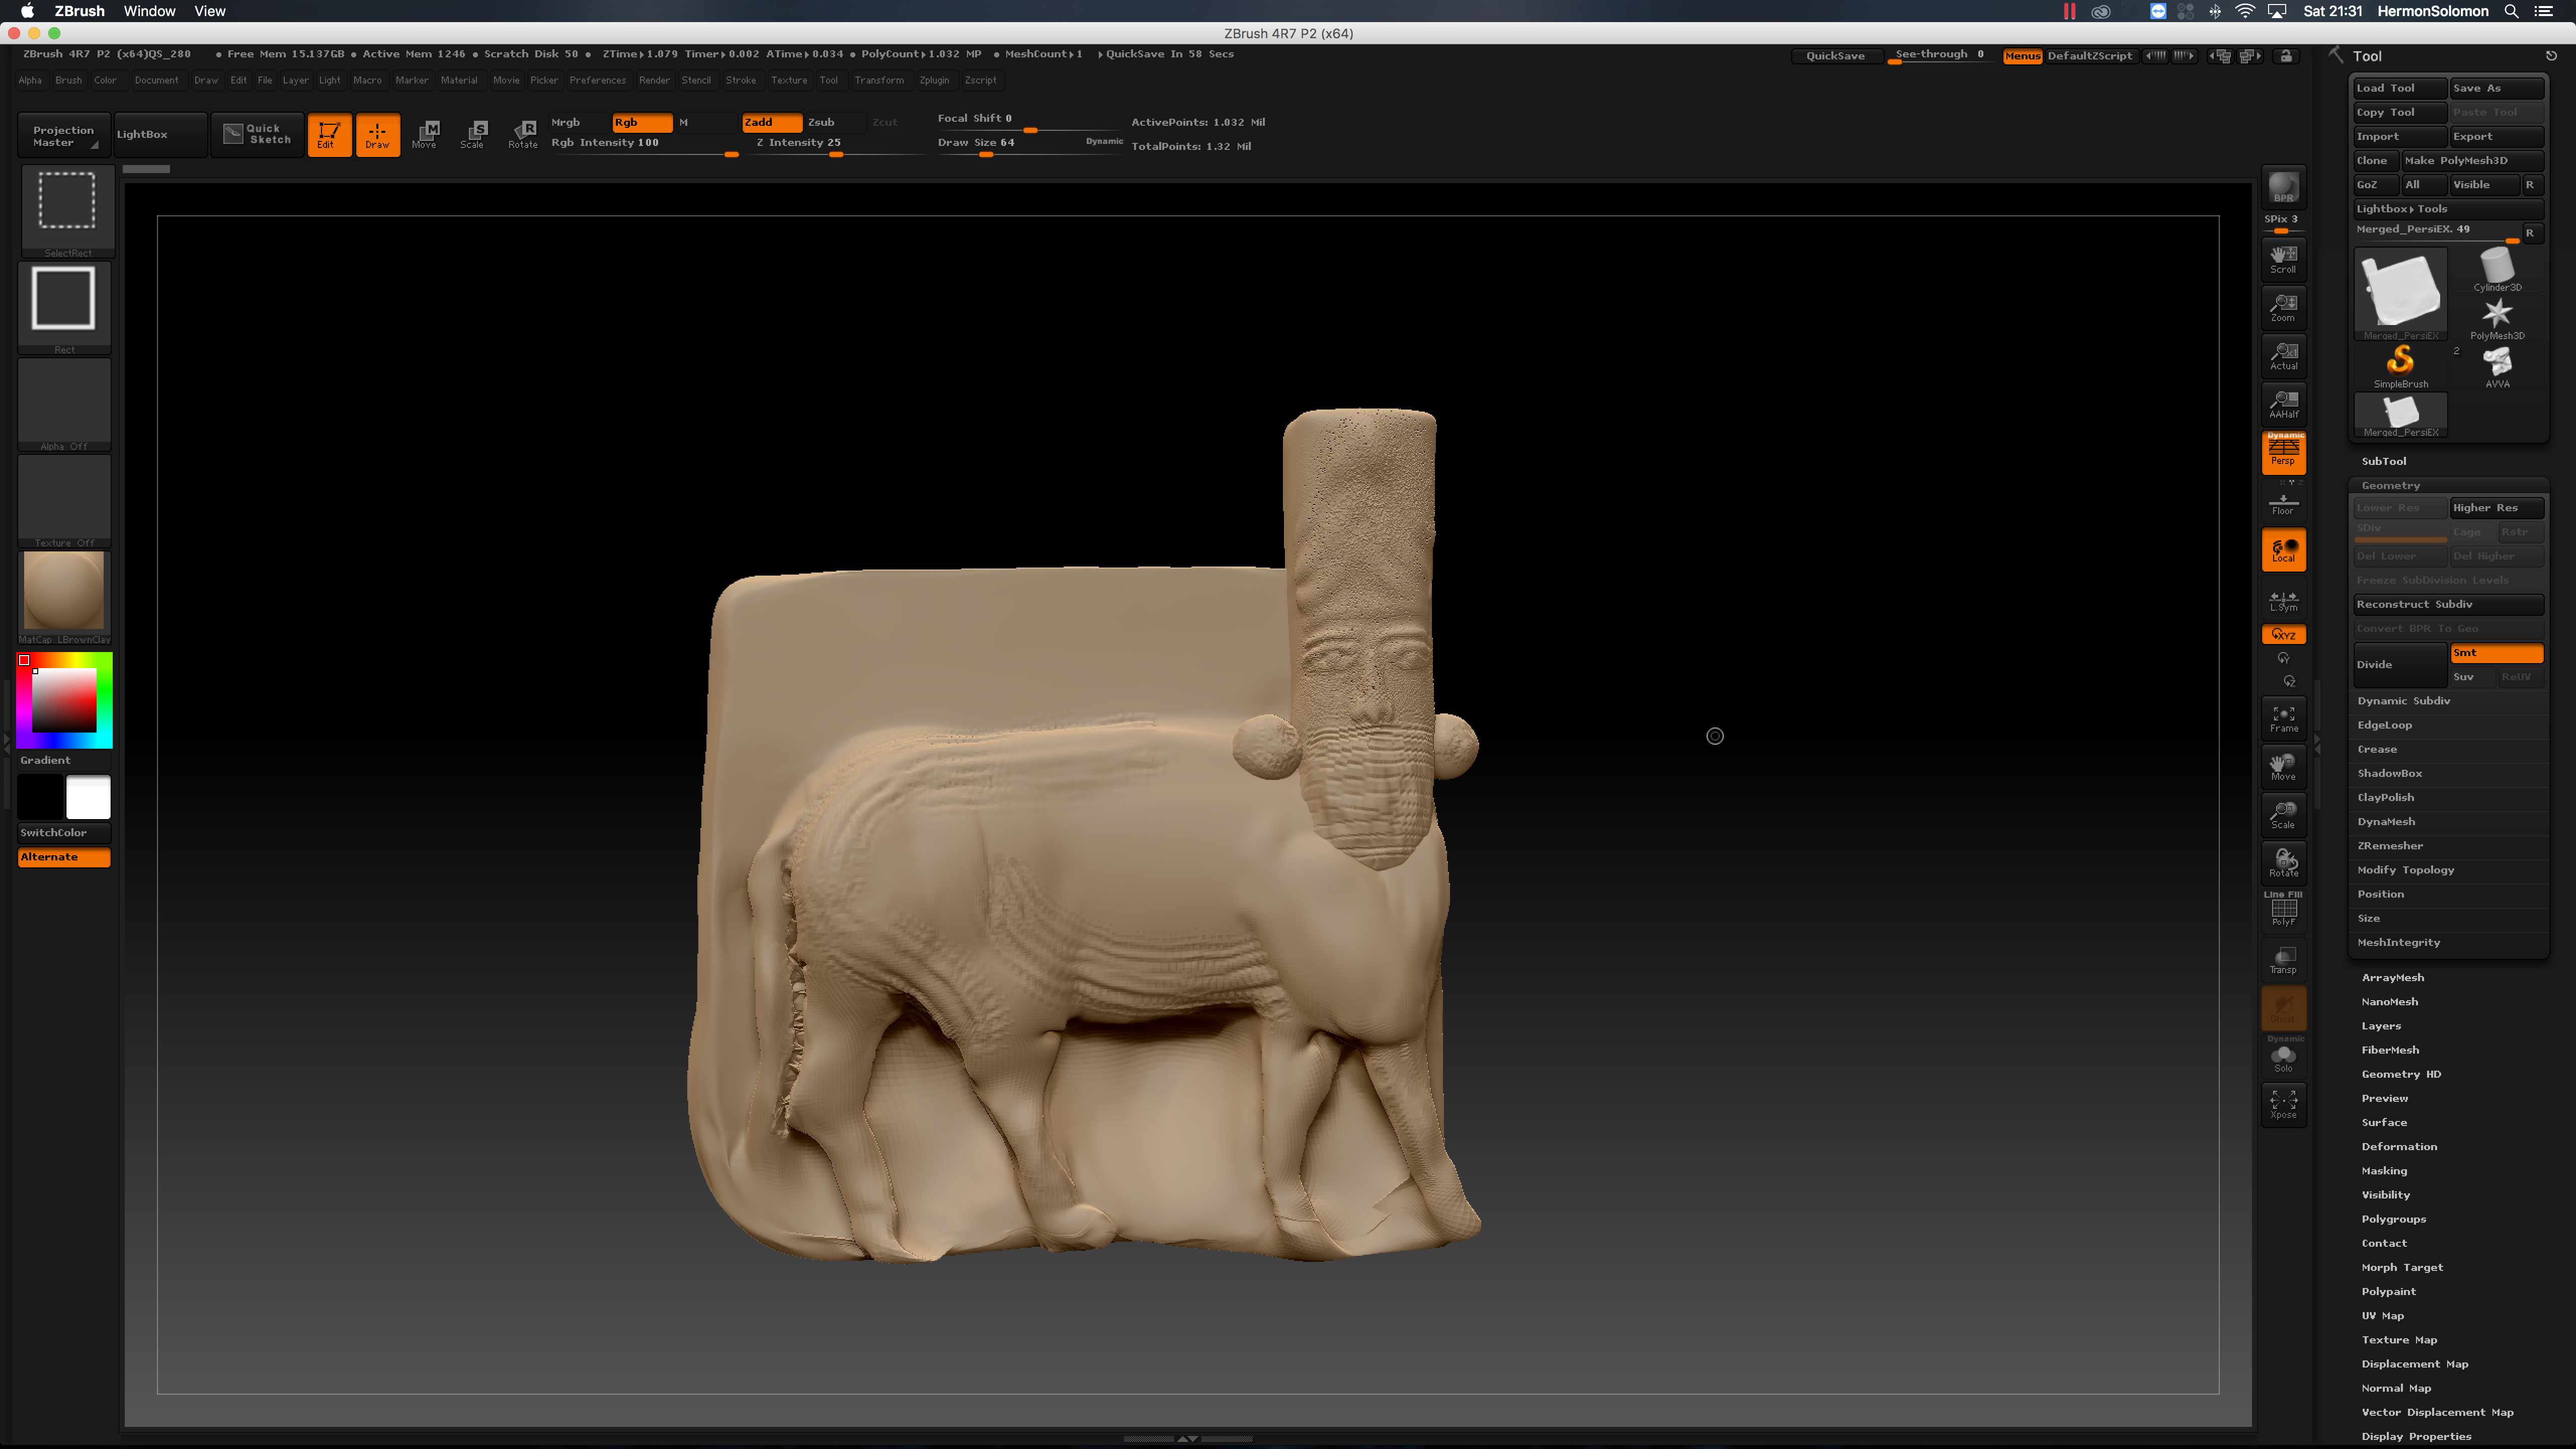 ZBrush Window View Sat 21:31 HermonSolomon
ZBrush 4R7 P2 (x64)
ZBrush 4R7 P2 (x64)QS_280 • Free Mem 15.137GB • Active Mem 1246 • Scratch Disk 50 • ZTime▸1.079 Timer▸0.002 ATime▸0.034 • PolyCount▸1.032 MP • MeshCount▸1 ▸QuickSave In 58 Secs
QuickSave See-through 0 Menus DefaultZScript
Alpha Brush Color Document Draw Edit File Layer Light Macro Marker Material Movie Picker Preferences Render Stencil Stroke Texture Tool Transform Zplugin Zscript
Projection Master
LightBox
Quick Sketch
Edit
Draw
M Move
S Scale
R Rotate
Mrgb Rgb M
Rgb Intensity 100
Zadd Zsub Zcut
Z Intensity 25
Focal Shift 0
Draw Size 64 Dynamic
ActivePoints: 1.032 Mil
TotalPoints: 1.32 Mil
SelectRect
Rect
Alpha Off
Texture Off
MatCap LBrownClay
Gradient
SwitchColor
Alternate
BPR
SPix 3
Scroll
Zoom
Actual
AAHalf
Dynamic
Persp
Floor
Local
L.Sym
XYZ
Y
Z
Frame
Move
Scale
Rotate
Line Fill
PolyF
Transp
Ghost
Dynamic
Solo
Xpose
Tool
Load Tool Save As
Copy Tool Paste Tool
Import Export
Clone Make PolyMesh3D
GoZ All Visible R
Lightbox▸Tools
Merged_PersiEX. 49 R
Cylinder3D
Merged_PersiEX PolyMesh3D
2
SimpleBrush AVVA
Merged_PersiEX
SubTool
Geometry
Lower Res Higher Res
SDiv Cage Rstr
Del Lower Del Higher
Freeze SubDivision Levels
Reconstruct Subdiv
Convert BPR To Geo
Divide Smt
Suv ReUV
Dynamic Subdiv
EdgeLoop
Crease
ShadowBox
ClayPolish
DynaMesh
ZRemesher
Modify Topology
Position
Size
MeshIntegrity
ArrayMesh
NanoMesh
Layers
FiberMesh
Geometry HD
Preview
Surface
Deformation
Masking
Visibility
Polygroups
Contact
Morph Target
Polypaint
UV Map
Texture Map
Displacement Map
Normal Map
Vector Displacement Map
Display Properties